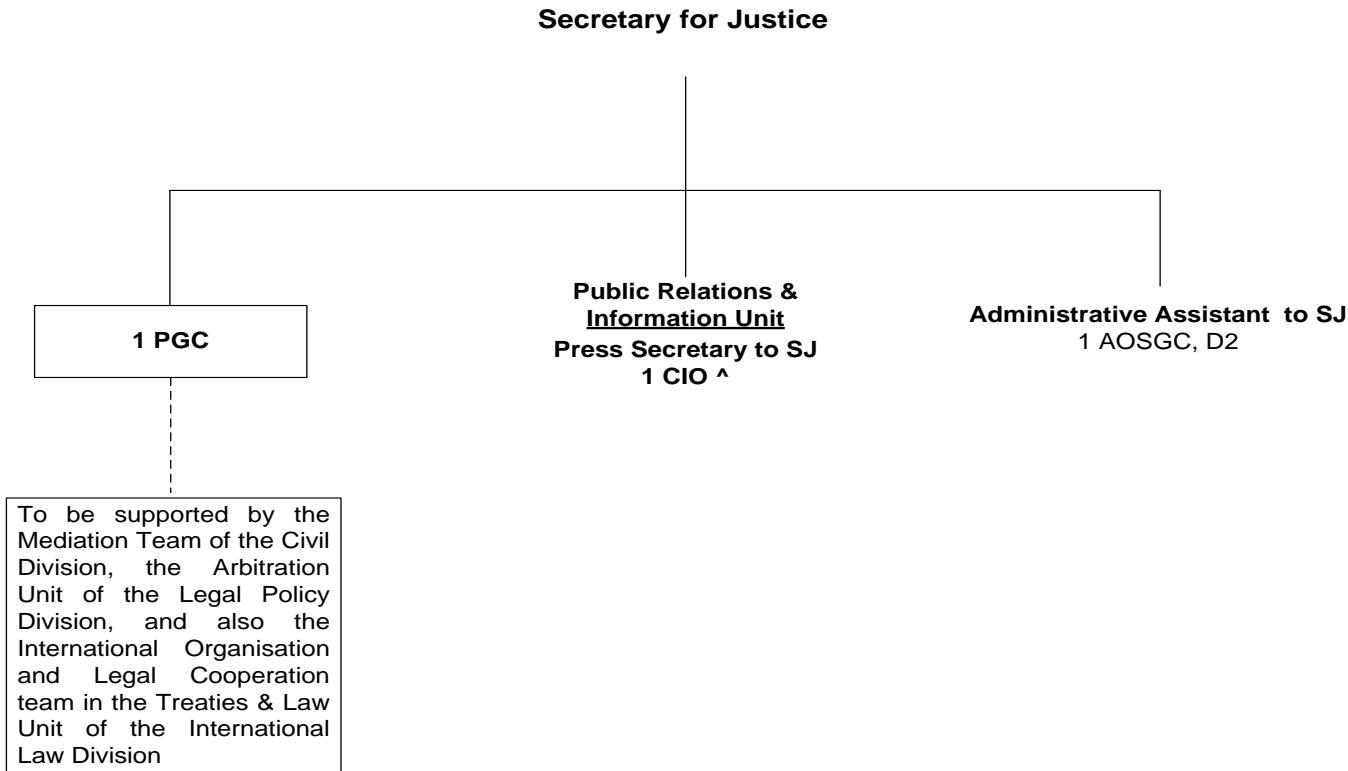 Secretary for Justice
1 PGC
Public Relations &
Information Unit
Press Secretary to SJ
1 CIO ^
Administrative Assistant to SJ
1 AOSGC, D2
To be supported by the
Mediation Team of the Civil
Division, the Arbitration
Unit of the Legal Policy
Division, and also the
International Organisation
and Legal Cooperation
team in the Treaties & Law
Unit of the International
Law Division